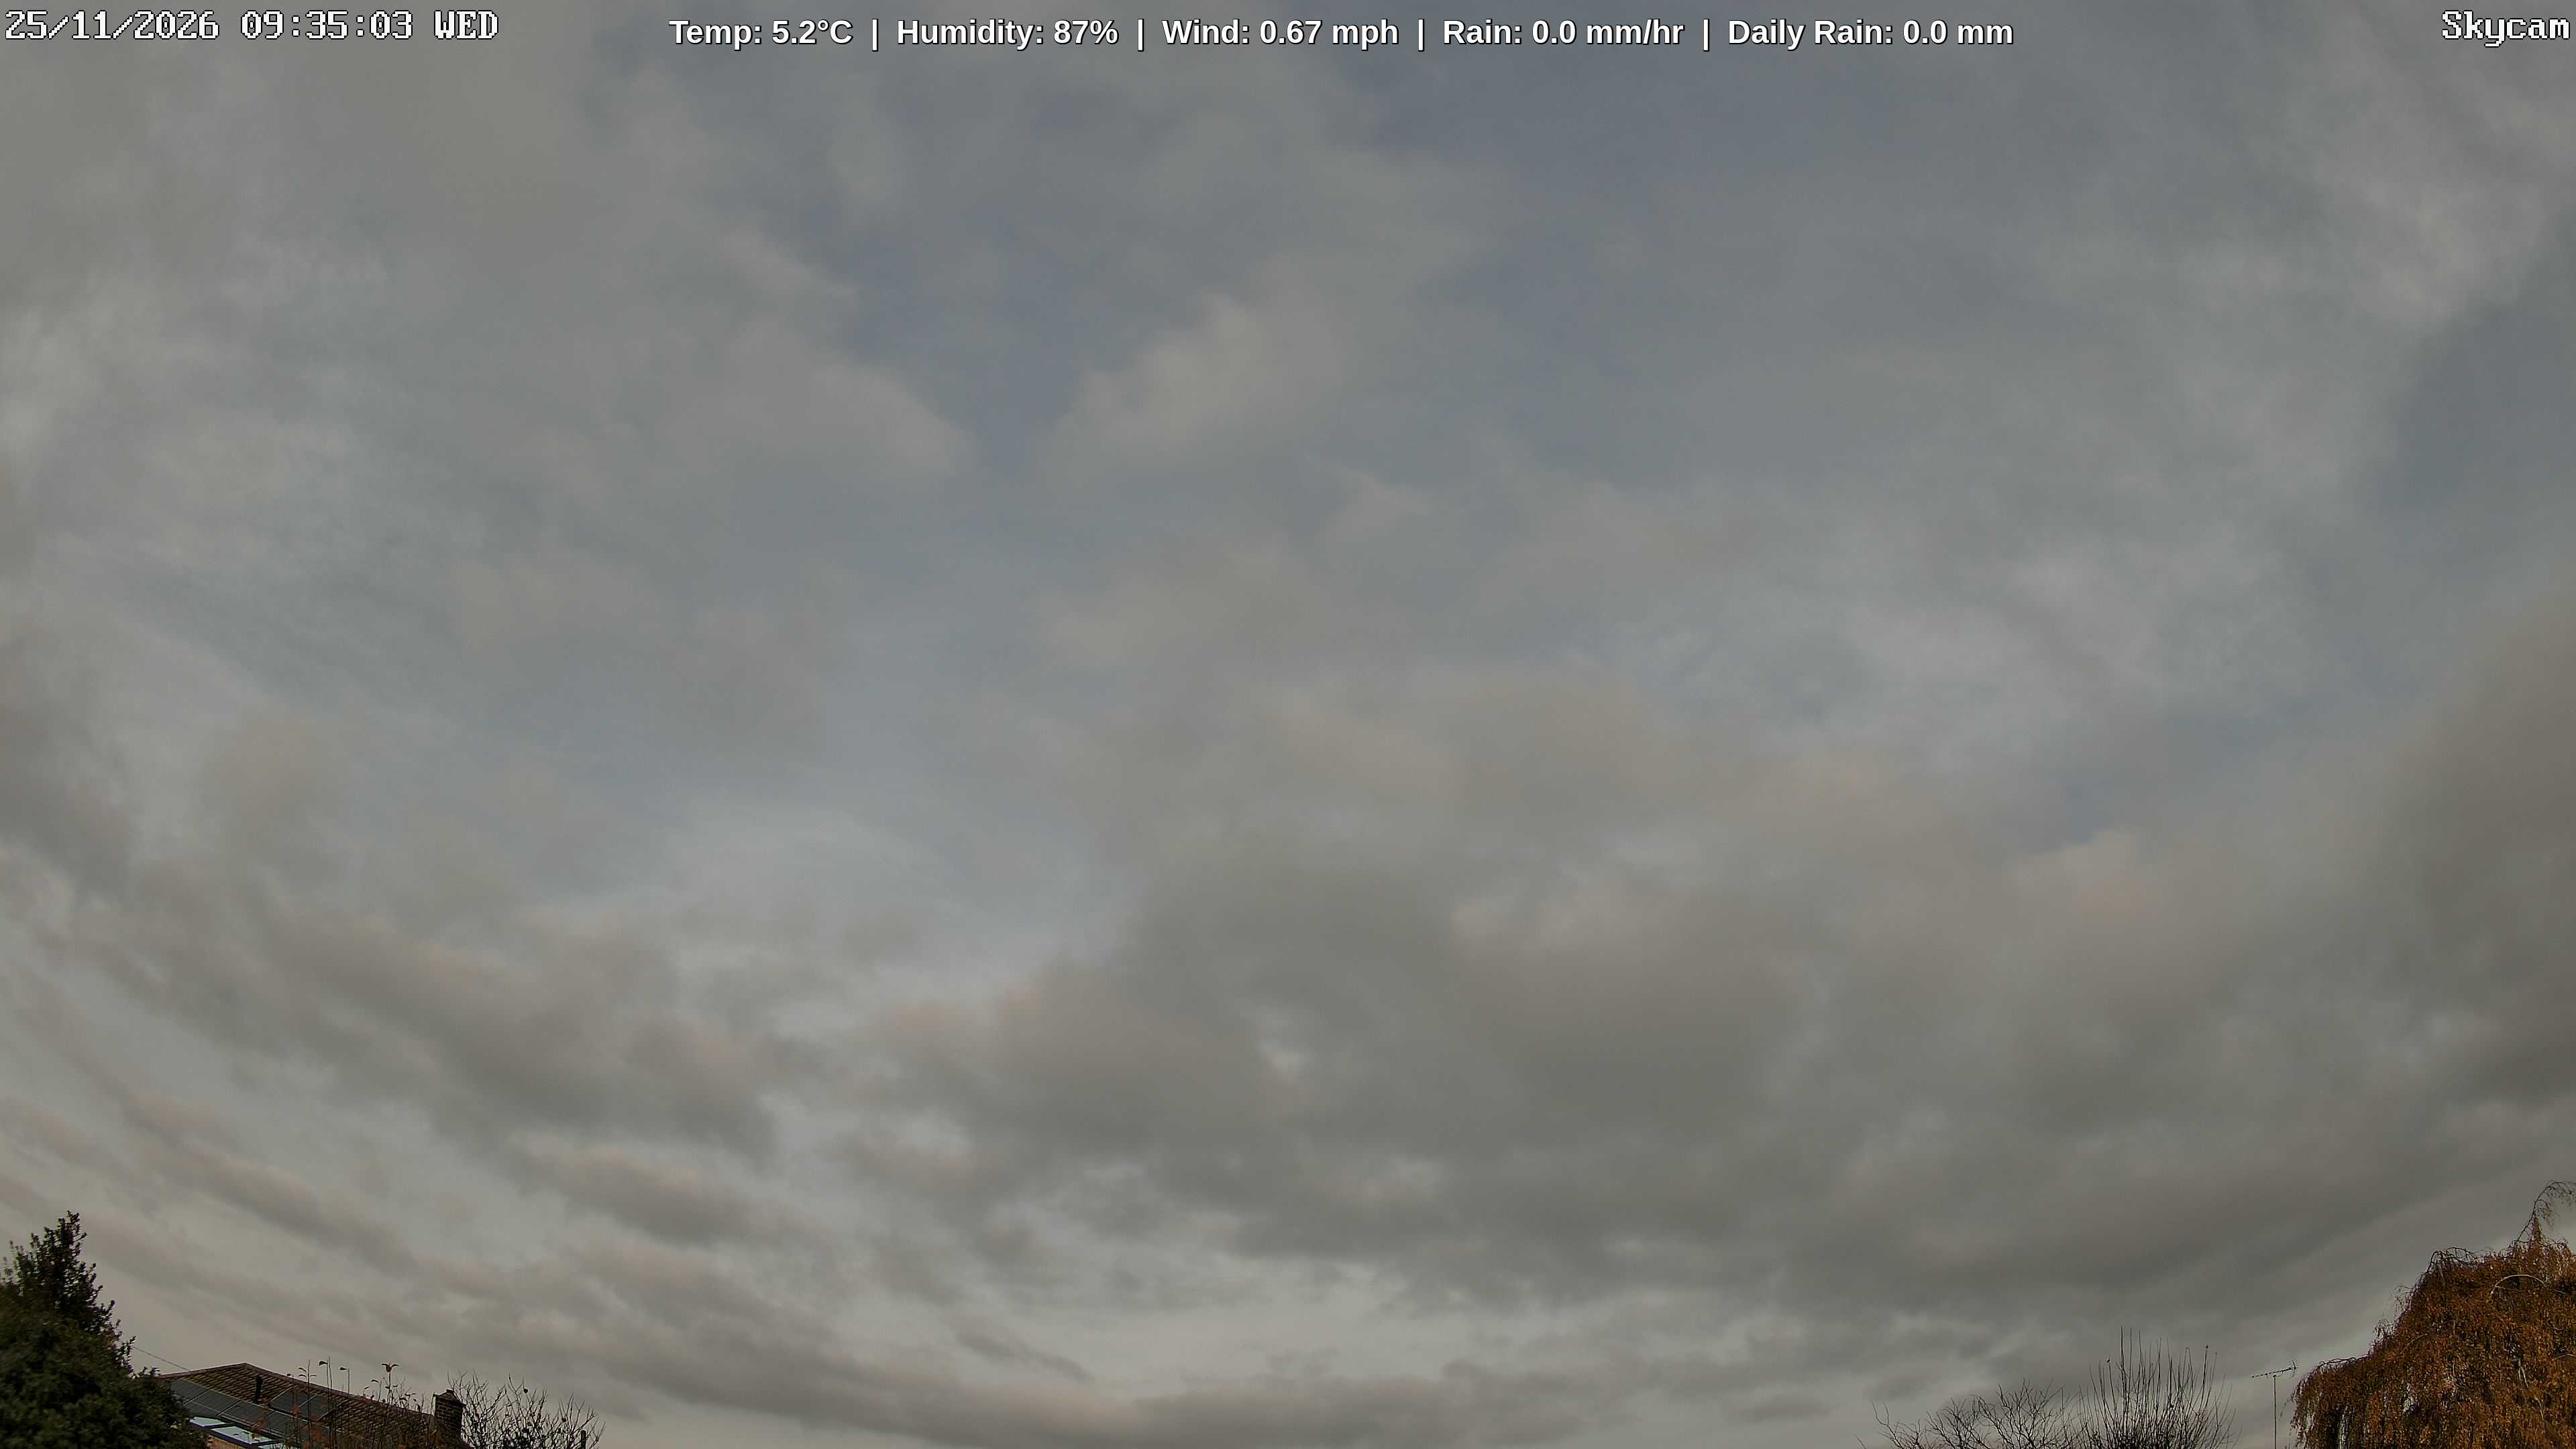 25/11/2026 09:35:03 WED
Temp: 5.2°C | Humidity: 87% | Wind: 0.67 mph | Rain: 0.0 mm/hr | Daily Rain: 0.0 mm
Skycam